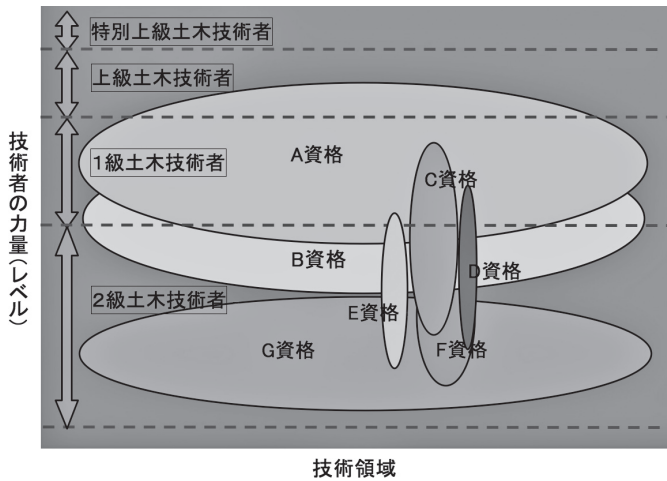 特別上級土木技術者
上級土木技術者
1級土木技術者
A資格
C資格
B資格
D資格
2級土木技術者
E資格
G資格
F資格
技術者の力量(レベル)
技術領域